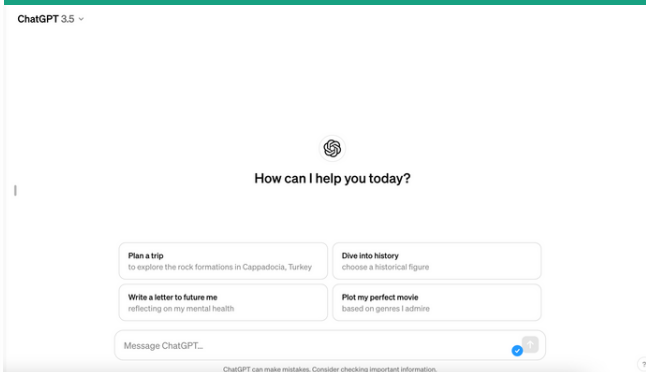 ChatGPT 3.5
How can I help you today?
Plan a trip
to explore the rock formations in Cappadocia, Turkey
Dive into history
choose a historical figure
Write a letter to future me
reflecting on my mental health
Plot my perfect movie
based on genres I admire
Message ChatGPT...
ChatGPT can make mistakes. Consider checking important information.
?